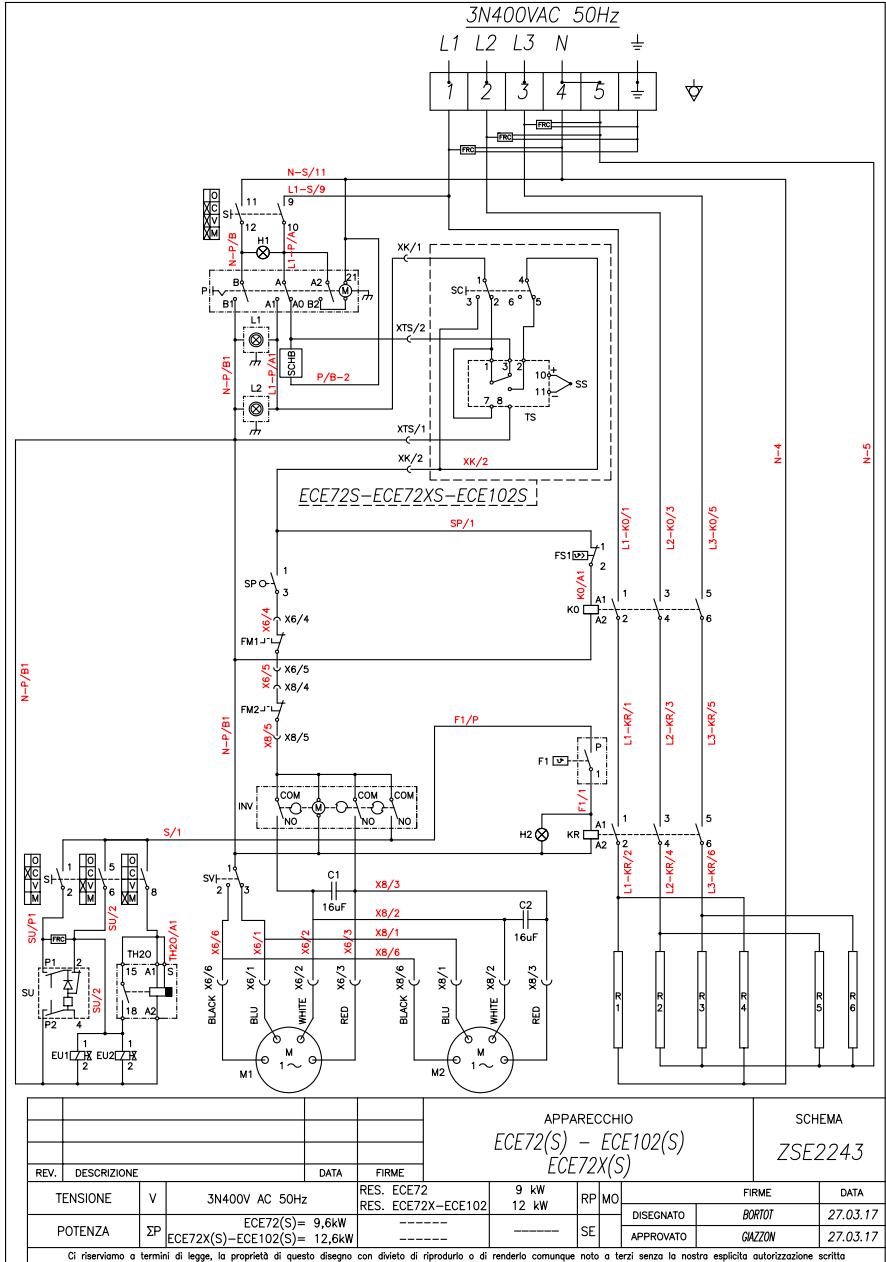 3N400VAC 50Hz
L1 L2 L3 N
1 2 3 4 5
FRC
FRC
FRC
N-S/11
L1-S/9
O
C
V
M
S
11
12
9
10
N-P/B
H1
L1-P/A
P
B
A
A2
21
M
B1
A1
A0
B2
L1
L2
SCHB
N-P/B1
L1-P/A1
P/B-2
XK/1
XTS/2
XTS/1
XK/2
XK/2
SC
1
3
2
4
6
5
1 3 2
10
+
11
-
SS
7 8
TS
ECE72S-ECE72XS-ECE102S
N-4
N-5
SP/1
FS1
1
2
L1-K0/1
L2-K0/3
L3-K0/5
K0/A1
SP
1
3
K0
A1
A2
1
2
3
4
5
6
X6/4
X6/4
FM1
X6/5
X6/5
X8/4
FM2
X8/5
X8/5
N-P/B1
N-P/B1
F1/P
P
F1
1
F1/1
L1-KR/1
L2-KR/3
L3-KR/5
INV
COM
NO
M
COM
NO
COM
NO
H2
KR
A1
A2
1
2
3
4
5
6
S/1
L1-KR/2
L2-KR/4
L3-KR/6
O
C
V
M
S
1
2
O
C
V
M
5
6
O
C
V
M
8
SV
1
2
3
C1
16uF
X8/3
X8/2
X8/1
X8/6
C2
16uF
SU/P1
SU/2
TH2O/A1
FRC
P1
2
SU
P2
4
SU/2
TH2O
15 A1 S
18 A2
EU1
1
2
EU2
1
2
X6/6
X6/1
X6/2
X6/3
X6/6
X6/1
X6/2
X6/3
X8/6
X8/1
X8/2
X8/3
BLACK
BLU
WHITE
RED
BLACK
BLU
WHITE
RED
M
1~
M1
M
1~
M2
R1
R2
R3
R4
R5
R6
APPARECCHIO
ECE72(S) - ECE102(S)
ECE72X(S)
SCHEMA
ZSE2243
REV. DESCRIZIONE DATA FIRME
TENSIONE V 3N400V AC 50Hz
RES. ECE72 9 kW
RES. ECE72X-ECE102 12 kW
RP MO
FIRME DATA
DISEGNATO BORTOT 27.03.17
POTENZA ΣP ECE72(S)= 9,6kW ------ ------
ECE72X(S)-ECE102(S)= 12,6kW ------
SE
APPROVATO GIAZZON 27.03.17
Ci riserviamo a termini di legge, la proprietà di questo disegno con divieto di riprodurlo o di renderlo comunque noto a terzi senza la nostra esplicita autorizzazione scritta